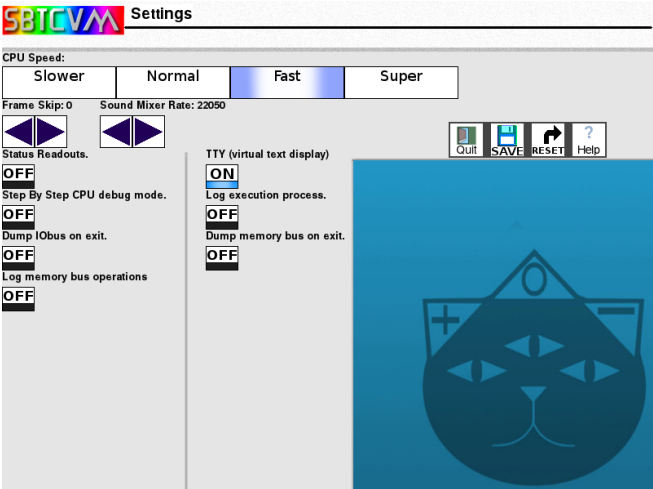 SBTCVM Settings
CPU Speed:
Slower Normal Fast Super
Frame Skip: 0 Sound Mixer Rate: 22050
Quit SAVE RESET ? Help
Status Readouts. TTY (virtual text display)
OFF ON
Step By Step CPU debug mode. Log execution process.
OFF OFF
Dump IObus on exit. Dump memory bus on exit.
OFF OFF
Log memory bus operations
OFF
0
+ −